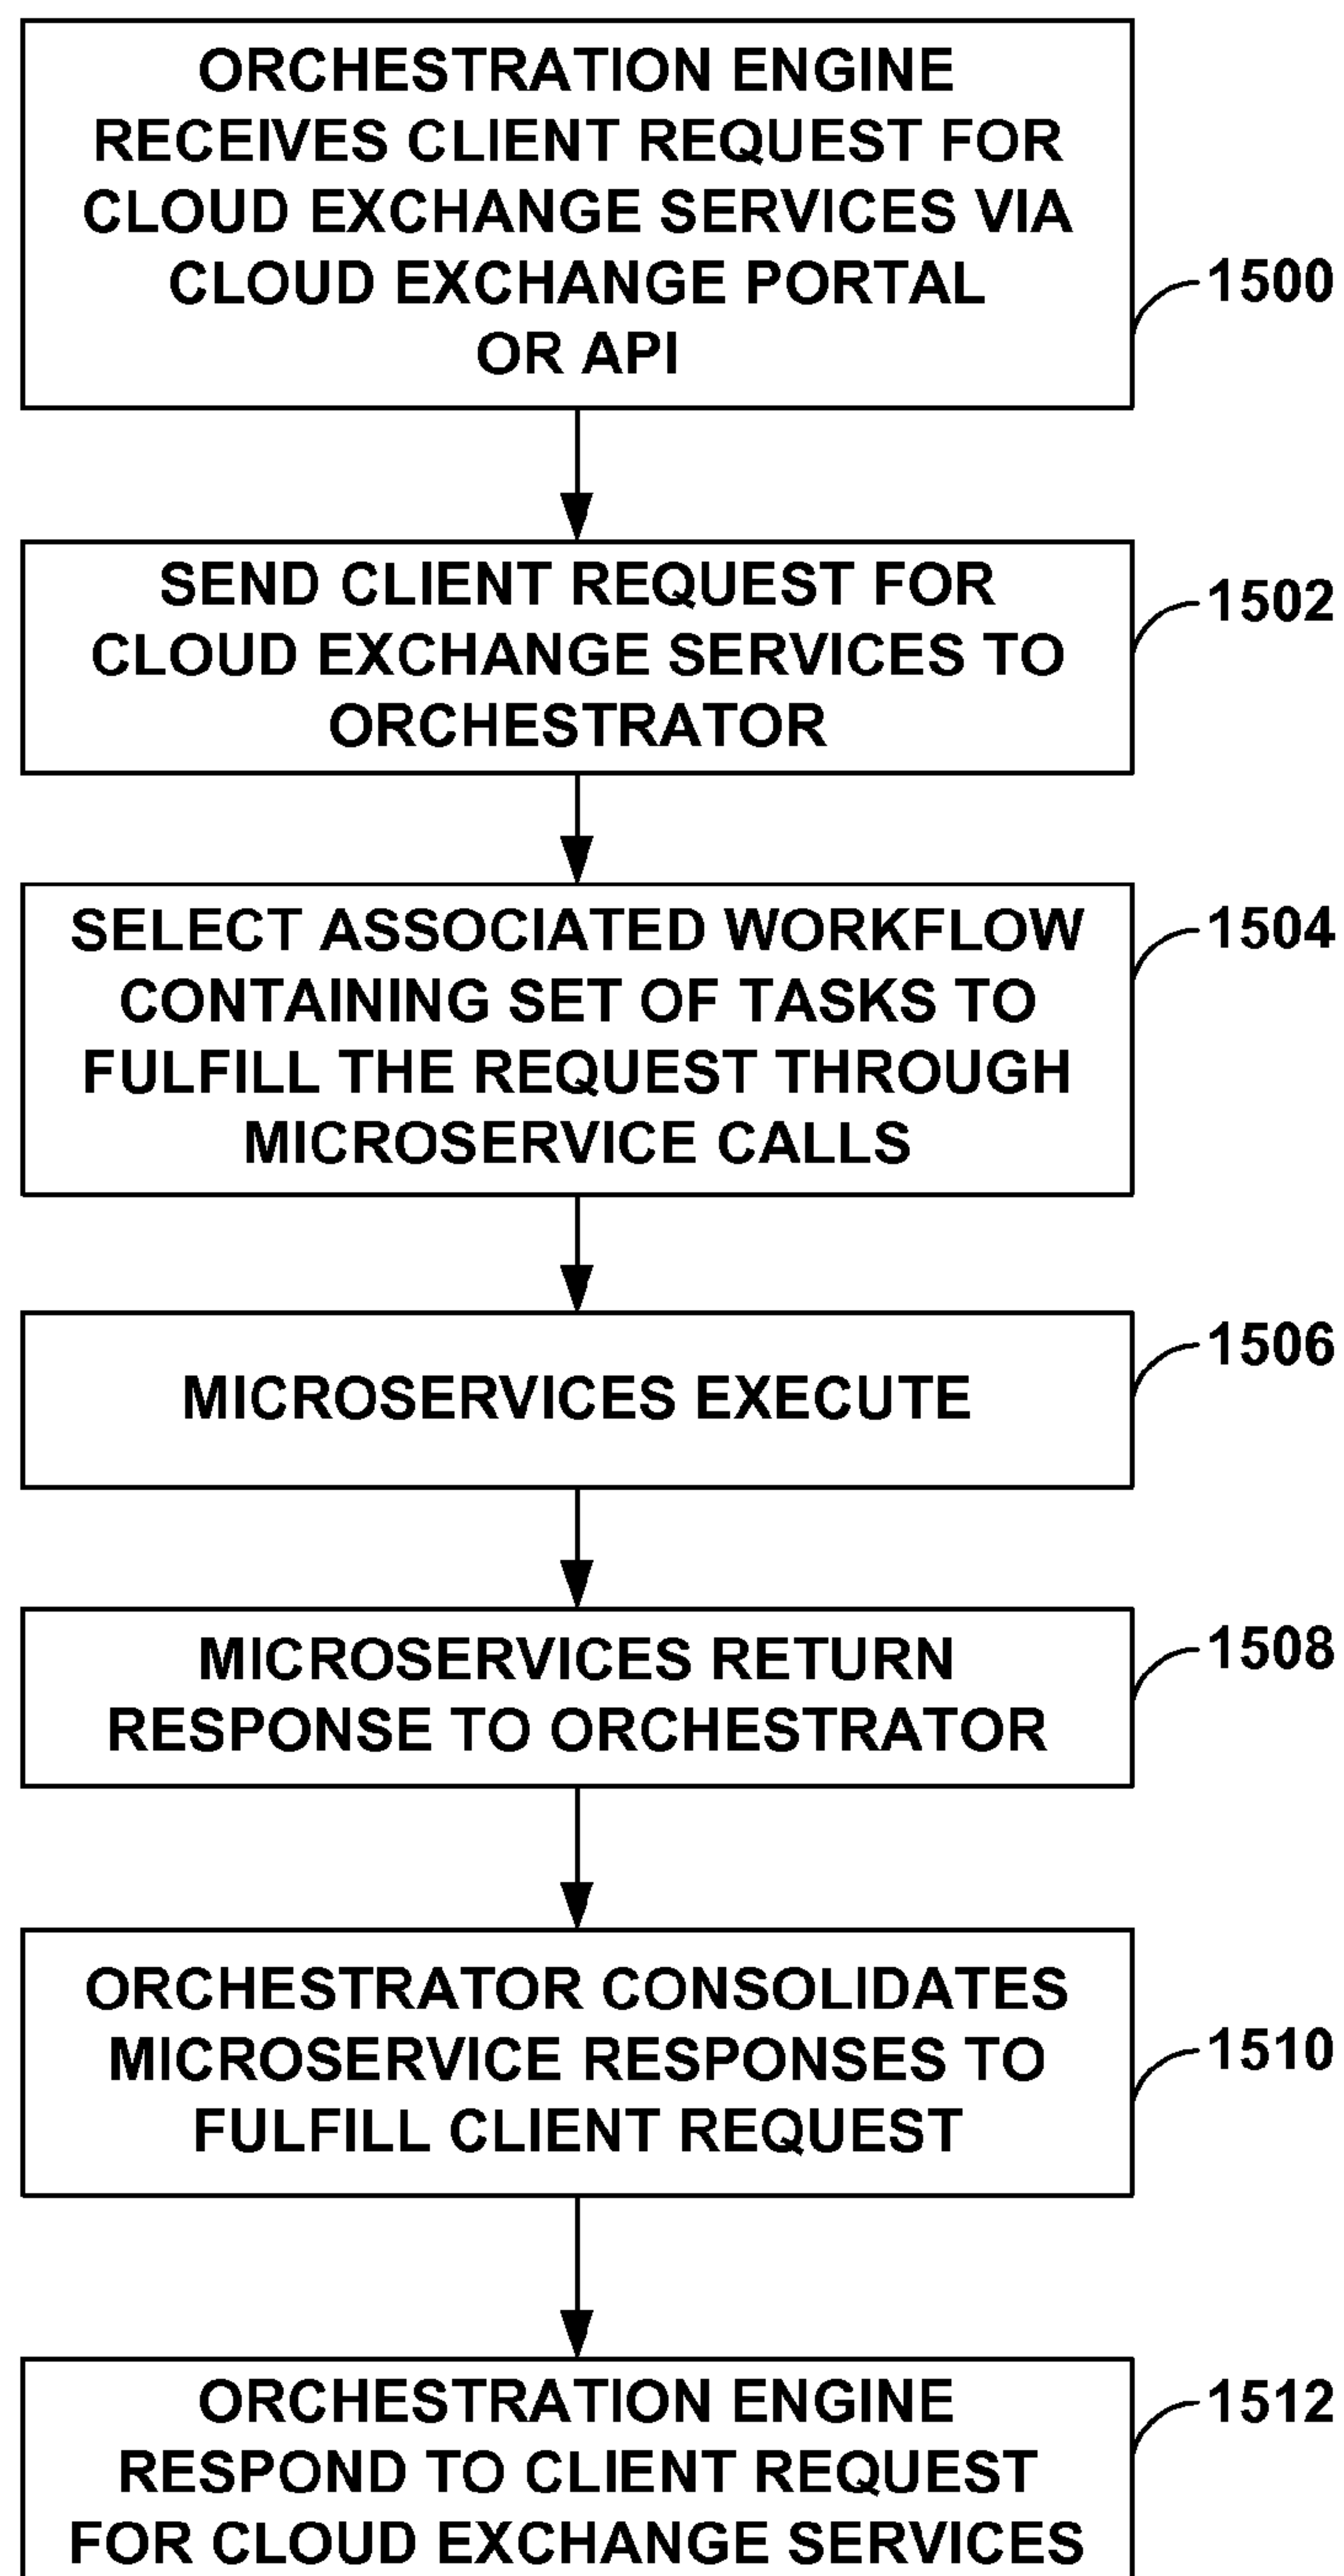 ORCHESTRATION ENGINE
RECEIVES CLIENT REQUEST FOR
CLOUD EXCHANGE SERVICES VIA
CLOUD EXCHANGE PORTAL
OR API
1500
SEND CLIENT REQUEST FOR
CLOUD EXCHANGE SERVICES TO
ORCHESTRATOR
1502
SELECT ASSOCIATED WORKFLOW
CONTAINING SET OF TASKS TO
FULFILL THE REQUEST THROUGH
MICROSERVICE CALLS
1504
MICROSERVICES EXECUTE
1506
MICROSERVICES RETURN
RESPONSE TO ORCHESTRATOR
1508
ORCHESTRATOR CONSOLIDATES
MICROSERVICE RESPONSES TO
FULFILL CLIENT REQUEST
1510
ORCHESTRATION ENGINE
RESPOND TO CLIENT REQUEST
FOR CLOUD EXCHANGE SERVICES
1512